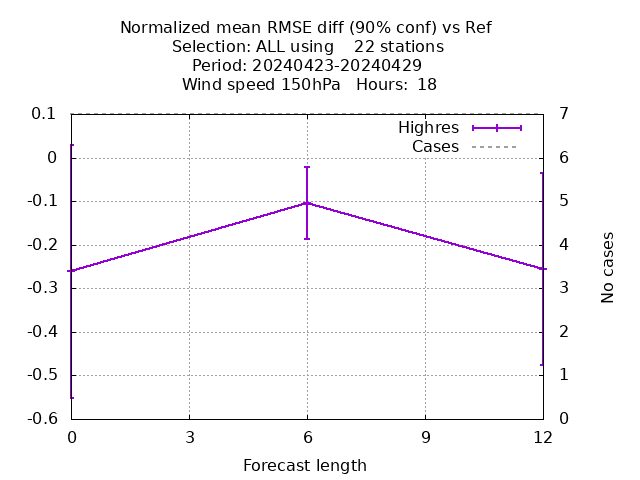 Normalized mean RMSE diff (90% conf) vs Ref
Selection: ALL using    22 stations
Period: 20240423-20240429
Wind speed 150hPa   Hours:  18
Highres
Cases
0.1
0
-0.1
-0.2
-0.3
-0.4
-0.5
-0.6
7
6
5
4
3
2
1
0
No cases
0
3
6
9
12
Forecast length